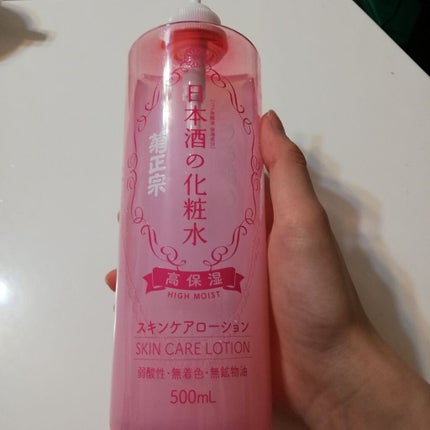 日本酒の化粧水
菊正宗
高保湿
HIGH MOIST
スキンケアローション
SKIN CARE LOTION
弱酸性・無着色・無鉱物油
500mL